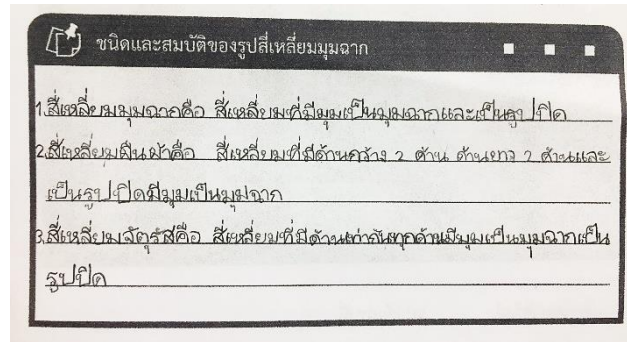 ชนิดและสมบัติของรูปสี่เหลี่ยมมุมฉาก
1.สี่เหลี่ยมมุมฉากคือ สี่เหลี่ยมที่มีมุมเป็นมุมฉากและเป็นรูปปิด
2.สี่เหลี่ยมผืนผ้าคือ สี่เหลี่ยมที่มีด้านกว้าง 2 ด้าน ด้านยาว 2 ด้านและ
เป็นรูปปิดมีมุมเป็นมุมฉาก
3.สี่เหลี่ยมจัตุรัสคือ สี่เหลี่ยมที่มีด้านเท่ากันทุกด้านมีมุมเป็นมุมฉากเป็น
รูปปิด